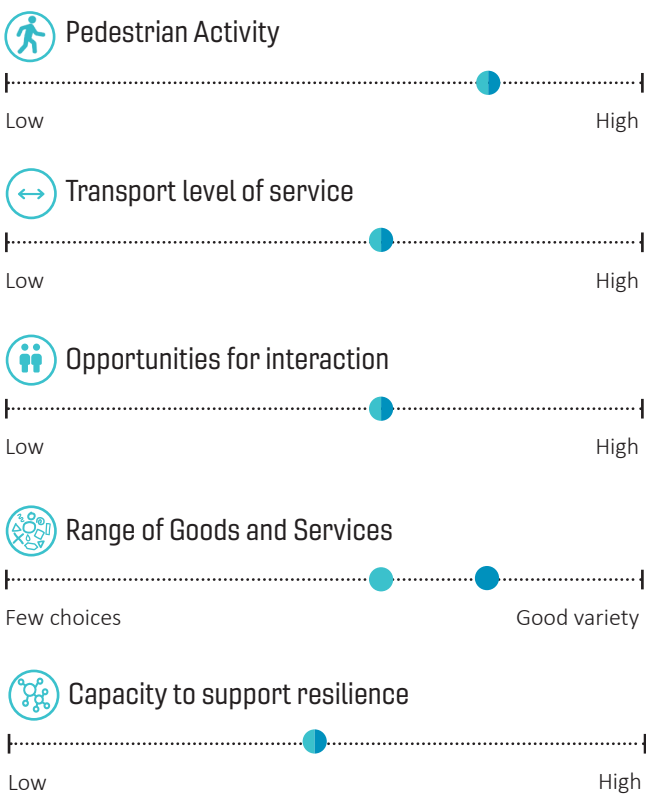 Pedestrian Activity
Low High
Transport level of service
Low High
Opportunities for interaction
Low High
Range of Goods and Services
Few choices Good variety
Capacity to support resilience
Low High